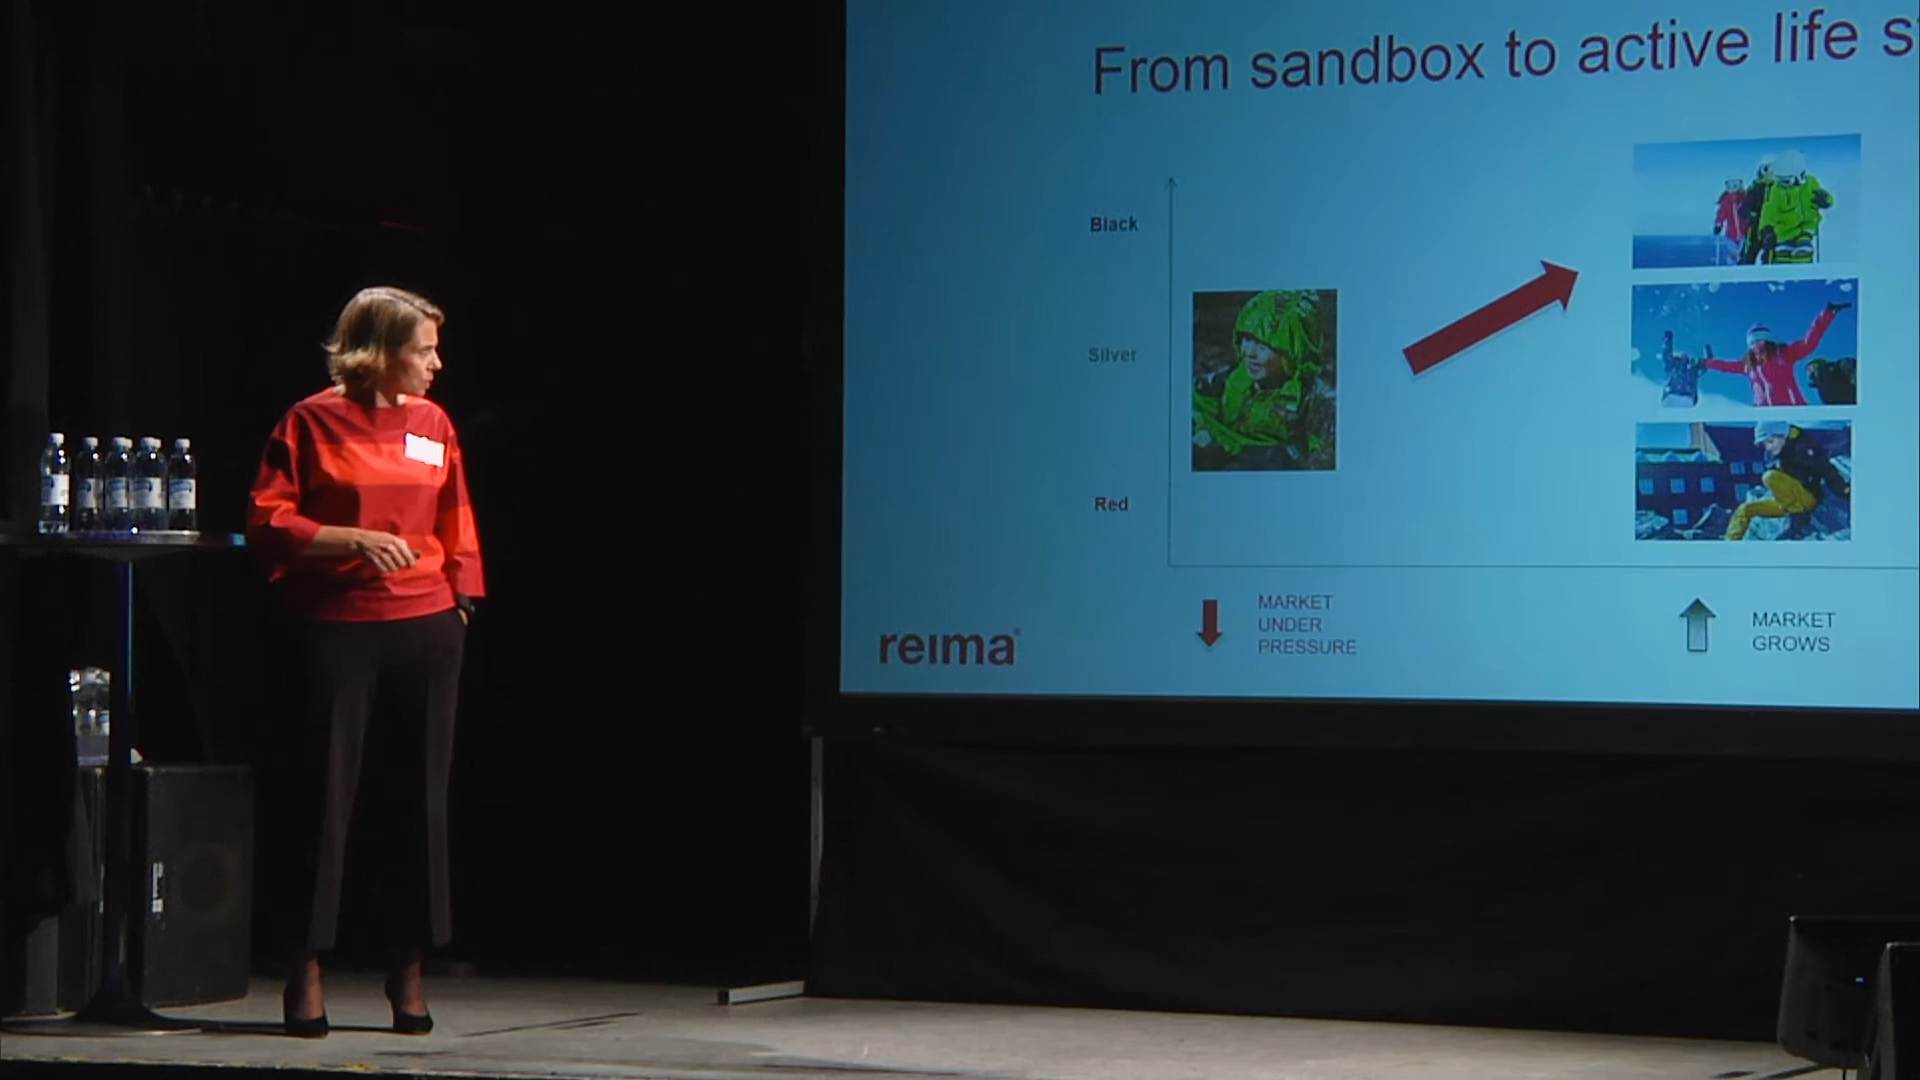 From sandbox to active life s
Black
Silver
Red
MARKET
UNDER
PRESSURE
MARKET
GROWS
reima